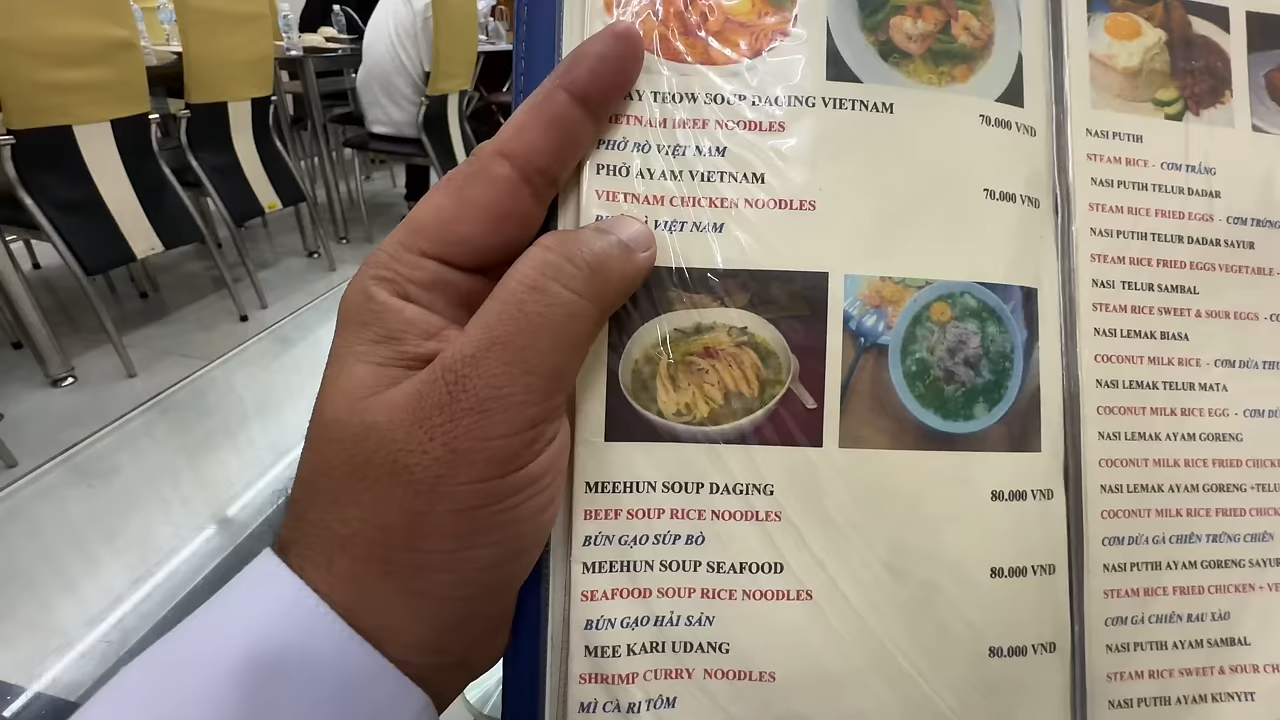 TEOW SOUP DAGING VIETNAM 70.000 VND
VIETNAM BEEF NOODLES
PHỞ BÒ VIỆT NAM
PHỞ AYAM VIETNAM
VIETNAM CHICKEN NOODLES 70.000 VND
VIỆT NAM
MEEHUN SOUP DAGING 80.000 VND
BEEF SOUP RICE NOODLES
BÚN GẠO SÚP BÒ
MEEHUN SOUP SEAFOOD 80.000 VND
SEAFOOD SOUP RICE NOODLES
BÚN GẠO HẢI SẢN
MEE KARI UDANG 80.000 VND
SHRIMP CURRY NOODLES
MÌ CÀ RI TÔM
NASI PUTIH
STEAM RICE - CƠM TRẮNG
NASI PUTIH TELUR DADAR
STEAM RICE FRIED EGGS - CƠM TRỨNG
NASI PUTIH TELUR DADAR SAYUR
STEAM RICE FRIED EGGS VEGETABLE -
NASI TELUR SAMBAL
STEAM RICE SWEET & SOUR EGGS -
NASI LEMAK BIASA
COCONUT MILK RICE - CƠM DỪA
NASI LEMAK TELUR MATA
COCONUT MILK RICE EGG - CƠM
NASI LEMAK AYAM GORENG
COCONUT MILK RICE FRIED
NASI LEMAK AYAM GORENG
COCONUT MILK RICE FRIED
CƠM DỪA GÀ CHIÊN TRỨNG CHIÊN
NASI PUTIH AYAM GORENG SAYUR
STEAM RICE FRIED CHICKEN +
CƠM GÀ CHIÊN RAU XÀO
NASI PUTIH AYAM SAMBAL
STEAM RICE SWEET & SOUR
NASI PUTIH AYAM KUNYIT